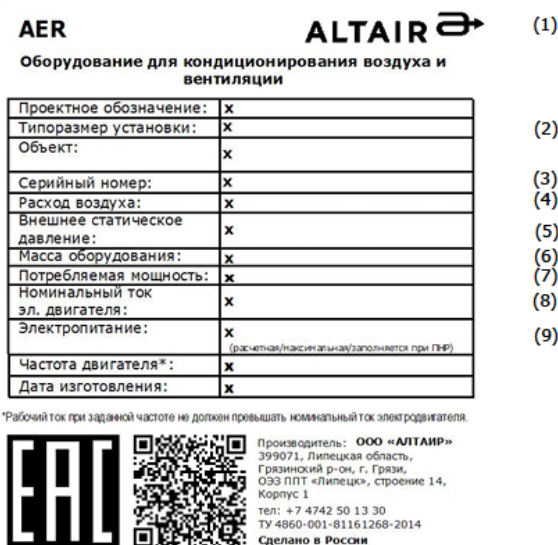 AER ALTAIR (1)
Оборудование для кондиционирования воздуха и
вентиляции
Проектное обозначение: x
Типоразмер установки: x (2)
Объект: x
Серийный номер: x (3)
Расход воздуха: x (4)
Внешнее статическое
давление: x (5)
Масса оборудования: x (6)
Потребляемая мощность: x (7)
Номинальный ток
эл. двигателя: x (8)
Электропитание: x (9)
(расчетная/максимальная/заполняется при ПНР)
Частота двигателя*: x
Дата изготовления: x
*Рабочий ток при заданной частоте не должен превышать номинальный ток электродвигателя.
EAC
Производитель: ООО «АЛТАИР»
399071, Липецкая область,
Грязинский р-он, г. Грязи,
ОЭЗ ППТ «Липецк», строение 14,
Корпус 1
тел: +7 4742 50 13 30
ТУ 4860-001-81161268-2014
Сделано в России